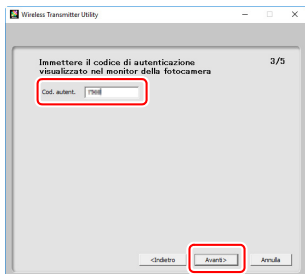 Wireless Transmitter Utility
Immettere il codice di autenticazione
visualizzato nel monitor della fotocamera
3/5
Cod. autent.
<Indietro Avanti> Annulla